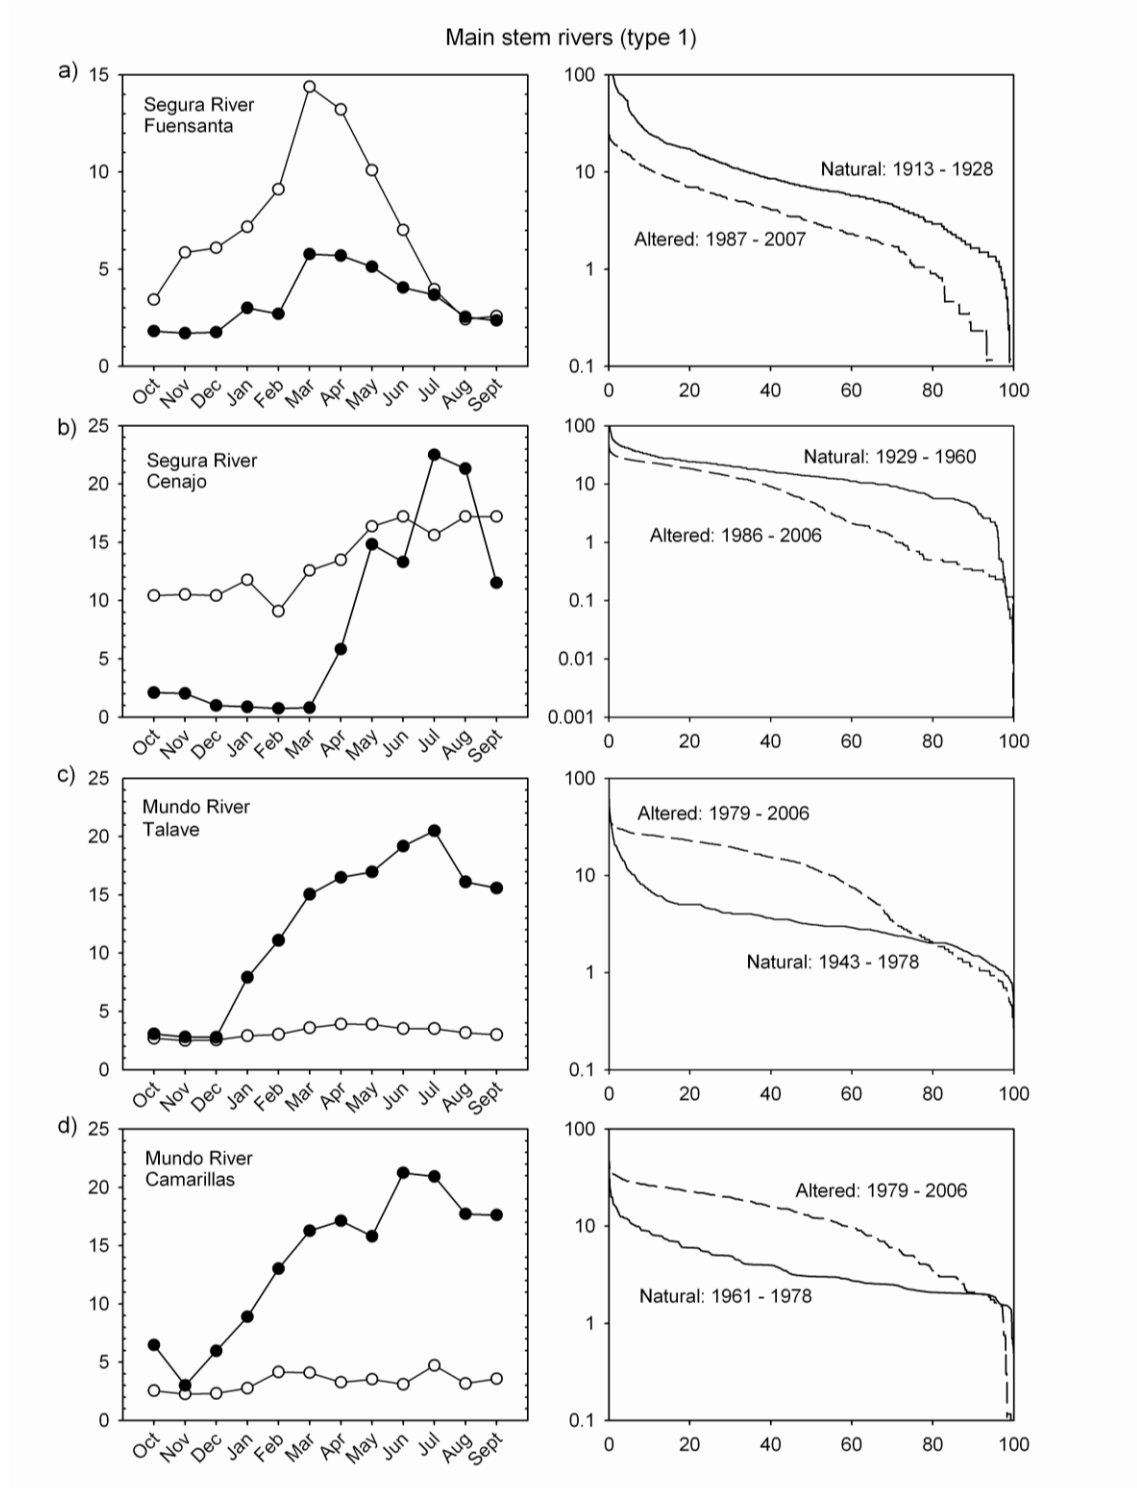 Main stem rivers (type 1)
a)
15
10
5
0
Segura River
Fuensanta
Oct Nov Dec Jan Feb Mar Apr May Jun Jul Aug Sept
100
10
1
0.1
Natural: 1913 - 1928
Altered: 1987 - 2007
0 20 40 60 80 100
b)
25
20
15
10
5
0
Segura River
Cenajo
Oct Nov Dec Jan Feb Mar Apr May Jun Jul Aug Sept
100
10
1
0.1
0.01
0.001
Natural: 1929 - 1960
Altered: 1986 - 2006
0 20 40 60 80 100
c)
25
20
15
10
5
0
Mundo River
Talave
Oct Nov Dec Jan Feb Mar Apr May Jun Jul Aug Sept
100
10
1
0.1
Altered: 1979 - 2006
Natural: 1943 - 1978
0 20 40 60 80 100
d)
25
20
15
10
5
0
Mundo River
Camarillas
Oct Nov Dec Jan Feb Mar Apr May Jun Jul Aug Sept
100
10
1
0.1
Altered: 1979 - 2006
Natural: 1961 - 1978
0 20 40 60 80 100